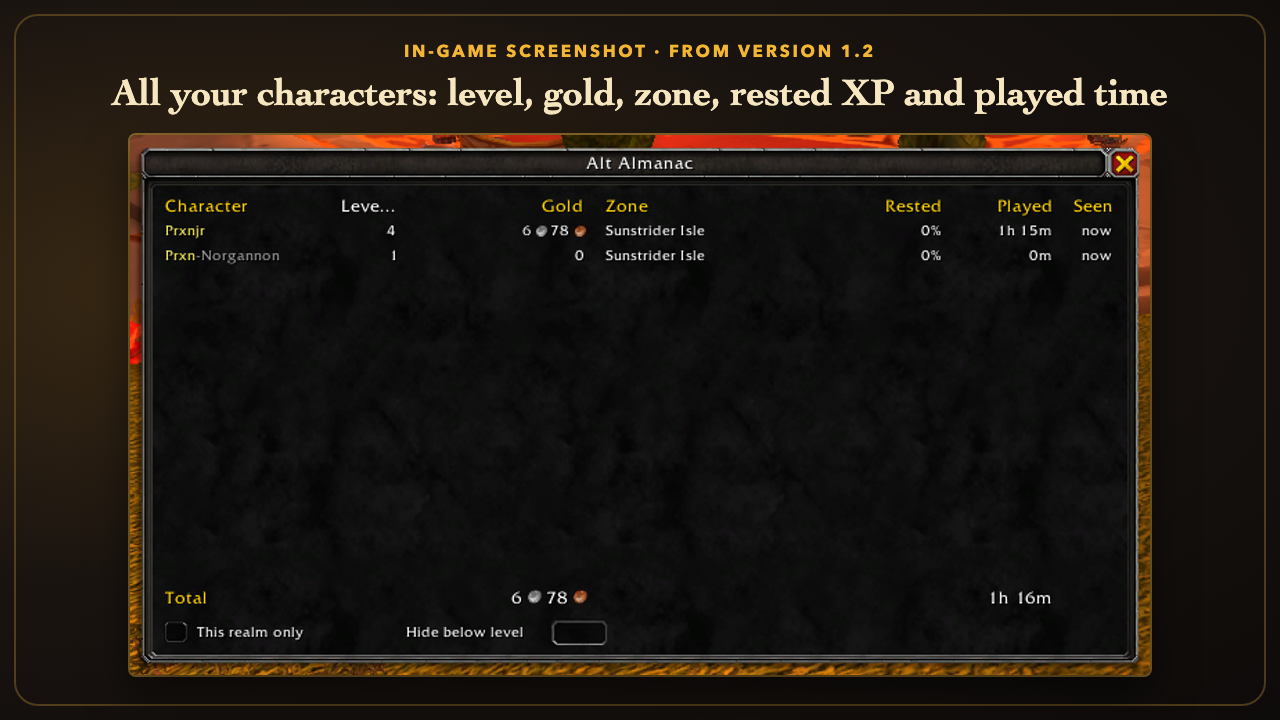 IN-GAME SCREENSHOT · FROM VERSION 1.2
All your characters: level, gold, zone, rested XP and played time
Alt Almanac
Character Leve... Gold Zone Rested Played Seen
Prxnjr 4 6 78 Sunstrider Isle 0% 1h 15m now
Prxn-Norgannon 1 0 Sunstrider Isle 0% 0m now
Total 6 78 1h 16m
This realm only Hide below level